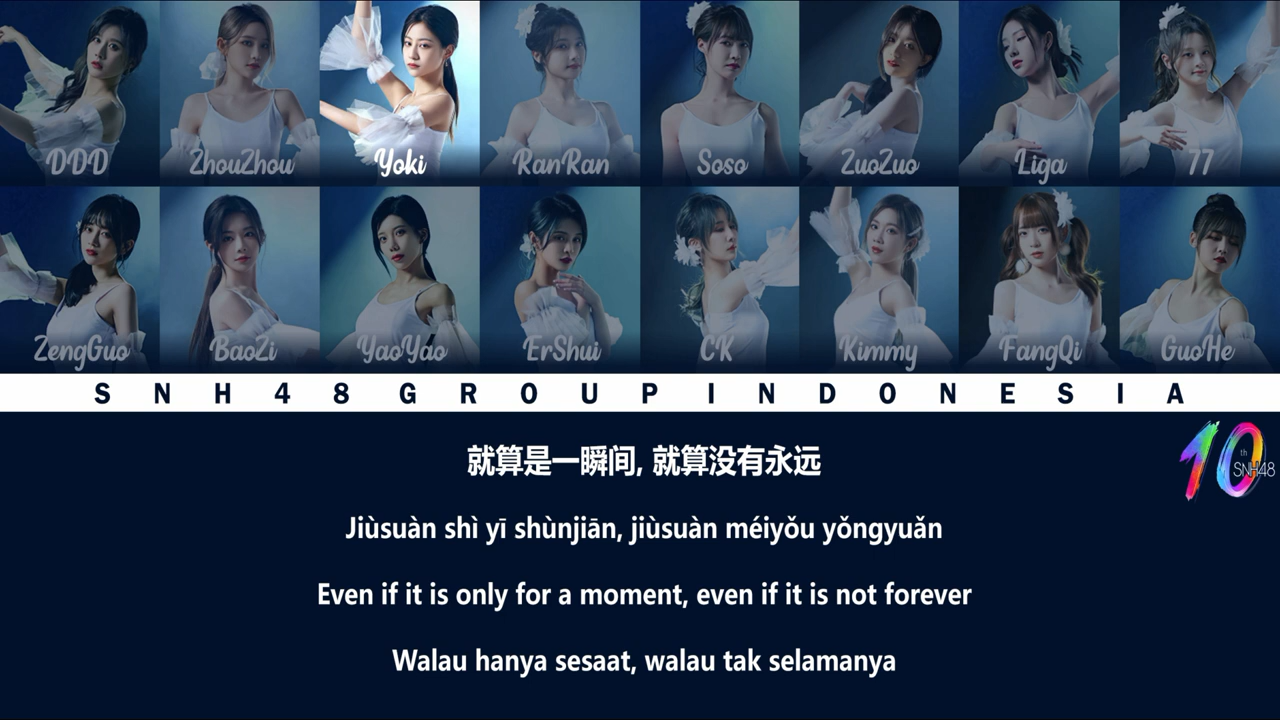 DDD ZhouZhou Yoki RanRan Soso ZuoZuo Liga 77
ZengGuo BaoZi YaoYao ErShui CK Kimmy FangQi GuoHe
SNH48GROUPINDONESIA
10th SNH48
就算是一瞬间, 就算没有永远
Jiùsuàn shì yī shùnjiān, jiùsuàn méiyǒu yǒngyuǎn
Even if it is only for a moment, even if it is not forever
Walau hanya sesaat, walau tak selamanya